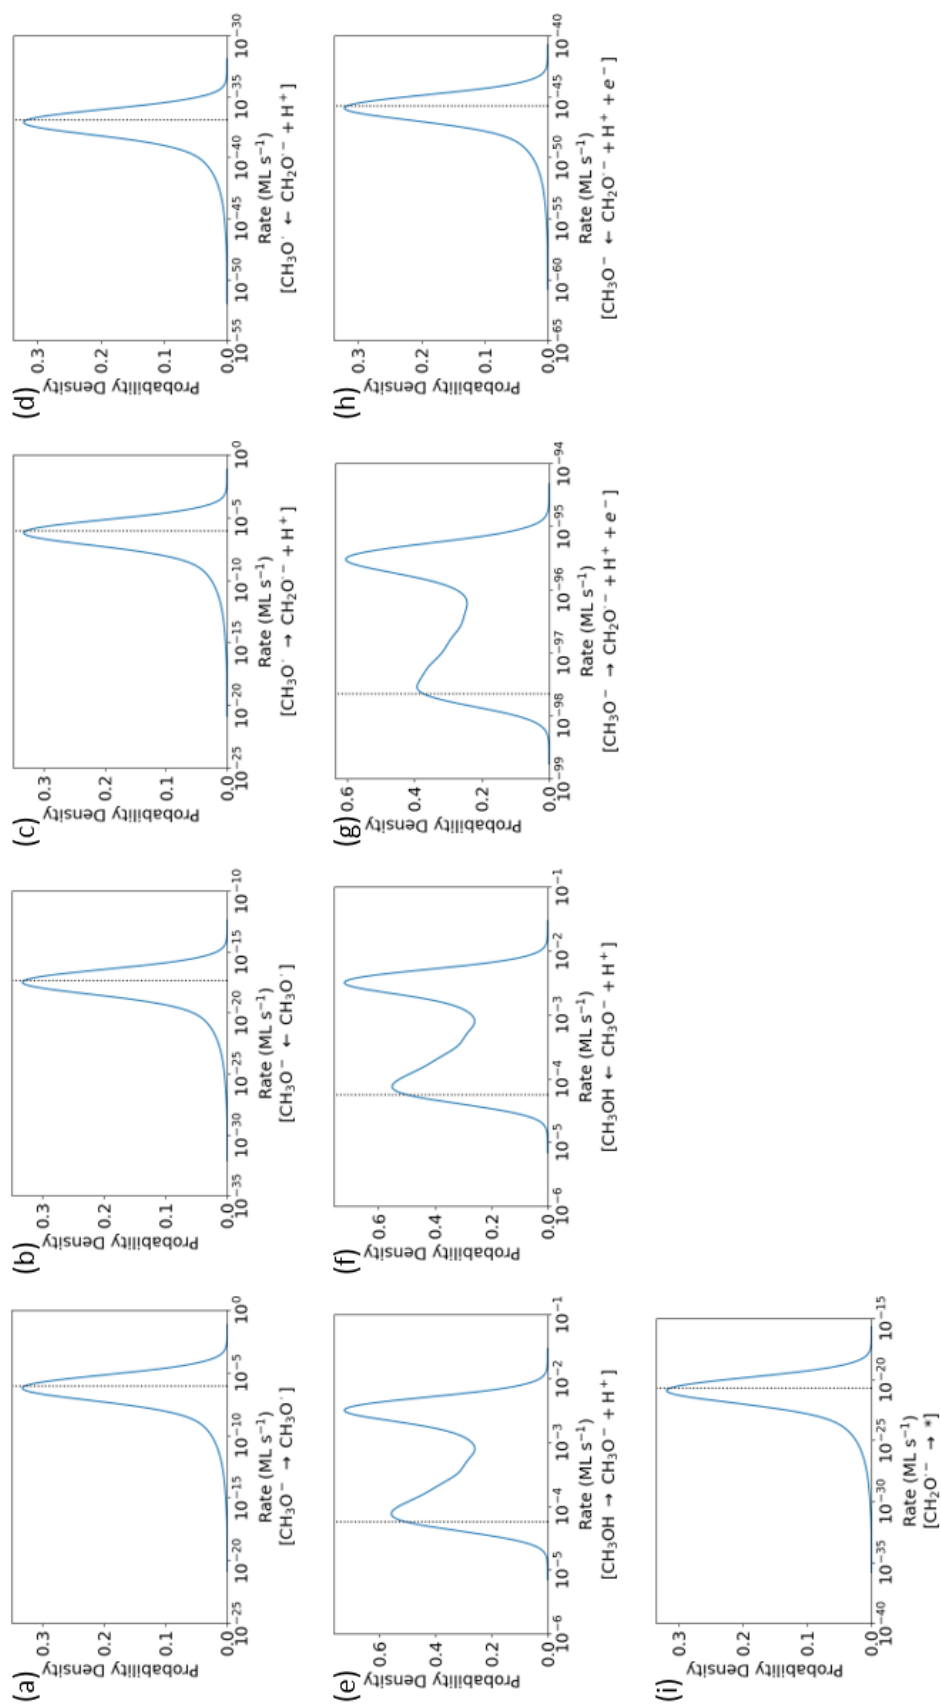 (a)
Probability Density
0.3
0.2
0.1
0.0
10⁻²⁵ 10⁻²⁰ 10⁻¹⁵ 10⁻¹⁰ 10⁻⁵ 10⁰
Rate (ML s⁻¹)
[CH₃O⁻ → CH₃O˙]
(b)
Probability Density
0.3
0.2
0.1
0.0
10⁻³⁵ 10⁻³⁰ 10⁻²⁵ 10⁻²⁰ 10⁻¹⁵ 10⁻¹⁰
Rate (ML s⁻¹)
[CH₃O⁻ ← CH₃O˙]
(c)
Probability Density
0.3
0.2
0.1
0.0
10⁻²⁵ 10⁻²⁰ 10⁻¹⁵ 10⁻¹⁰ 10⁻⁵ 10⁰
Rate (ML s⁻¹)
[CH₃O˙ → CH₂O˙⁻ + H⁺]
(d)
Probability Density
0.3
0.2
0.1
0.0
10⁻⁵⁵ 10⁻⁵⁰ 10⁻⁴⁵ 10⁻⁴⁰ 10⁻³⁵ 10⁻³⁰
Rate (ML s⁻¹)
[CH₃O˙ ← CH₂O˙⁻ + H⁺]
(e)
Probability Density
0.6
0.4
0.2
0.0
10⁻⁶ 10⁻⁵ 10⁻⁴ 10⁻³ 10⁻² 10⁻¹
Rate (ML s⁻¹)
[CH₃OH → CH₃O⁻ + H⁺]
(f)
Probability Density
0.6
0.4
0.2
0.0
10⁻⁶ 10⁻⁵ 10⁻⁴ 10⁻³ 10⁻² 10⁻¹
Rate (ML s⁻¹)
[CH₃OH ← CH₃O⁻ + H⁺]
(g)
Probability Density
0.6
0.4
0.2
0.0
10⁻⁹⁹ 10⁻⁹⁸ 10⁻⁹⁷ 10⁻⁹⁶ 10⁻⁹⁵ 10⁻⁹⁴
Rate (ML s⁻¹)
[CH₃O⁻ → CH₂O˙⁻ + H⁺ + e⁻]
(h)
Probability Density
0.3
0.2
0.1
0.0
10⁻⁶⁵ 10⁻⁶⁰ 10⁻⁵⁵ 10⁻⁵⁰ 10⁻⁴⁵ 10⁻⁴⁰
Rate (ML s⁻¹)
[CH₃O⁻ ← CH₂O˙⁻ + H⁺ + e⁻]
(i)
Probability Density
0.3
0.2
0.1
0.0
10⁻⁴⁰ 10⁻³⁵ 10⁻³⁰ 10⁻²⁵ 10⁻²⁰ 10⁻¹⁵
Rate (ML s⁻¹)
[CH₂O˙⁻ → *]